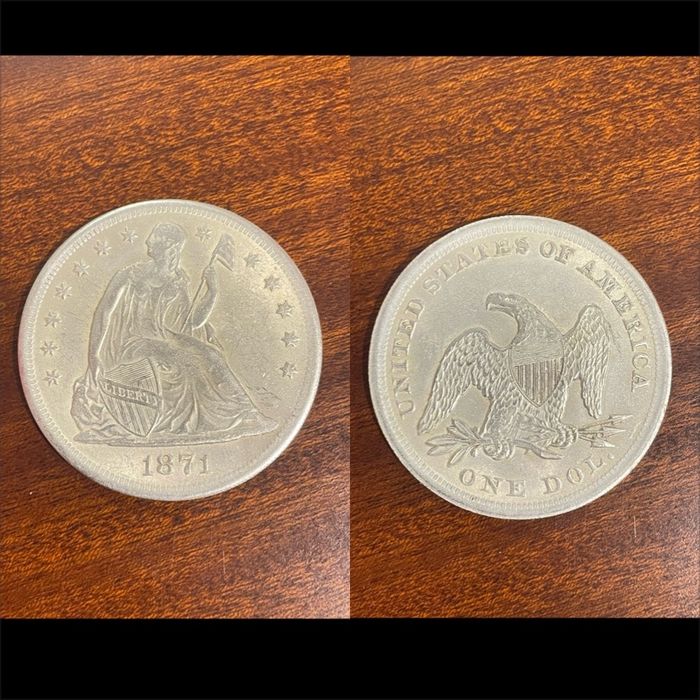 LIBERTY
1871
UNITED STATES OF AMERICA
ONE DOL